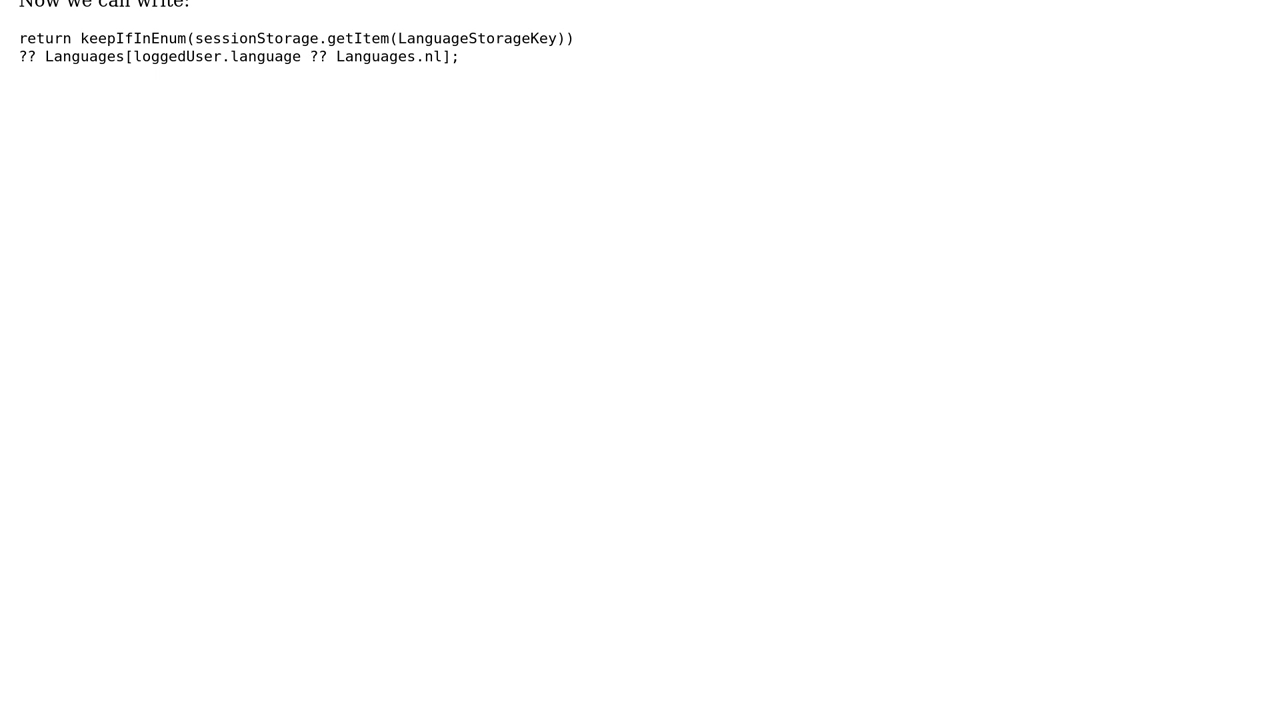 Now we can write:
return keepIfInEnum(sessionStorage.getItem(LanguageStorageKey))
?? Languages[loggedUser.language ?? Languages.nl];